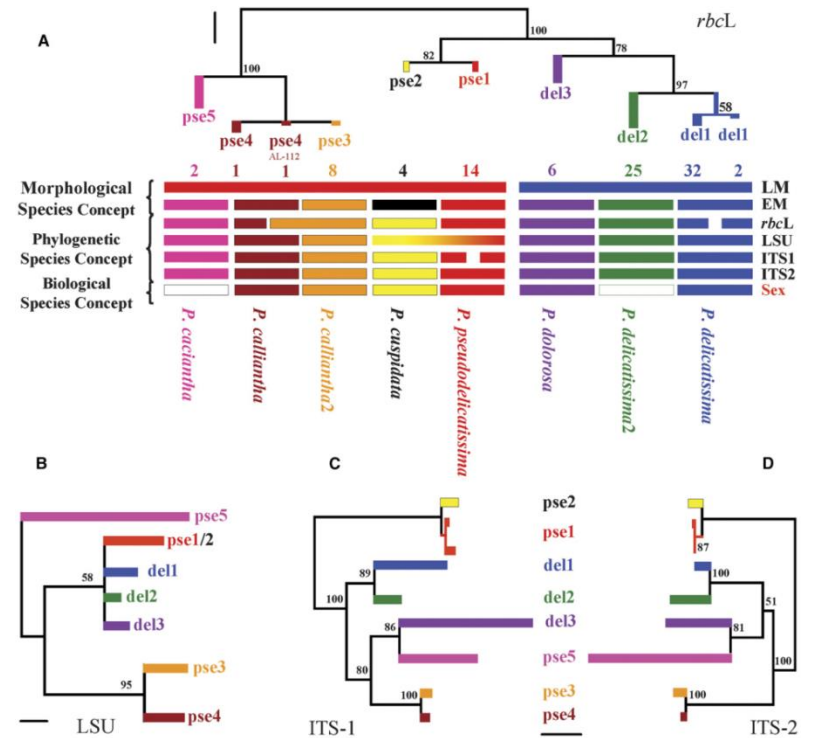 A
rbcL
100
100
82
78
97
58
pse5
pse4
pse4
AL-112
pse3
pse2
pse1
del3
del2
del1
del1
2 1 1 8 4 14 6 25 32 2
Morphological
Species Concept
Phylogenetic
Species Concept
Biological
Species Concept
LM
EM
rbcL
LSU
ITS1
ITS2
Sex
P. caciantha
P. calliantha
P. calliantha2
P. cuspidata
P. pseudodelicatissima
P. dolorosa
P. delicatissima2
P. delicatissima
B
pse5
pse1/2
58
del1
del2
del3
pse3
95
pse4
LSU
C
89
100
86
80
100
ITS-1
pse2
pse1
del1
del2
del3
pse5
pse3
pse4
D
87
100
51
81
100
100
ITS-2